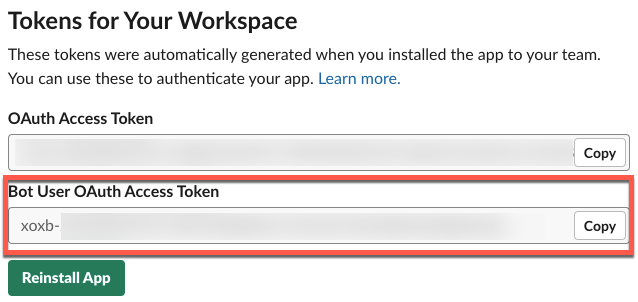 Tokens for Your Workspace
These tokens were automatically generated when you installed the app to your team.
You can use these to authenticate your app. Learn more.
OAuth Access Token
Copy
Bot User OAuth Access Token
xoxb-
Copy
Reinstall App